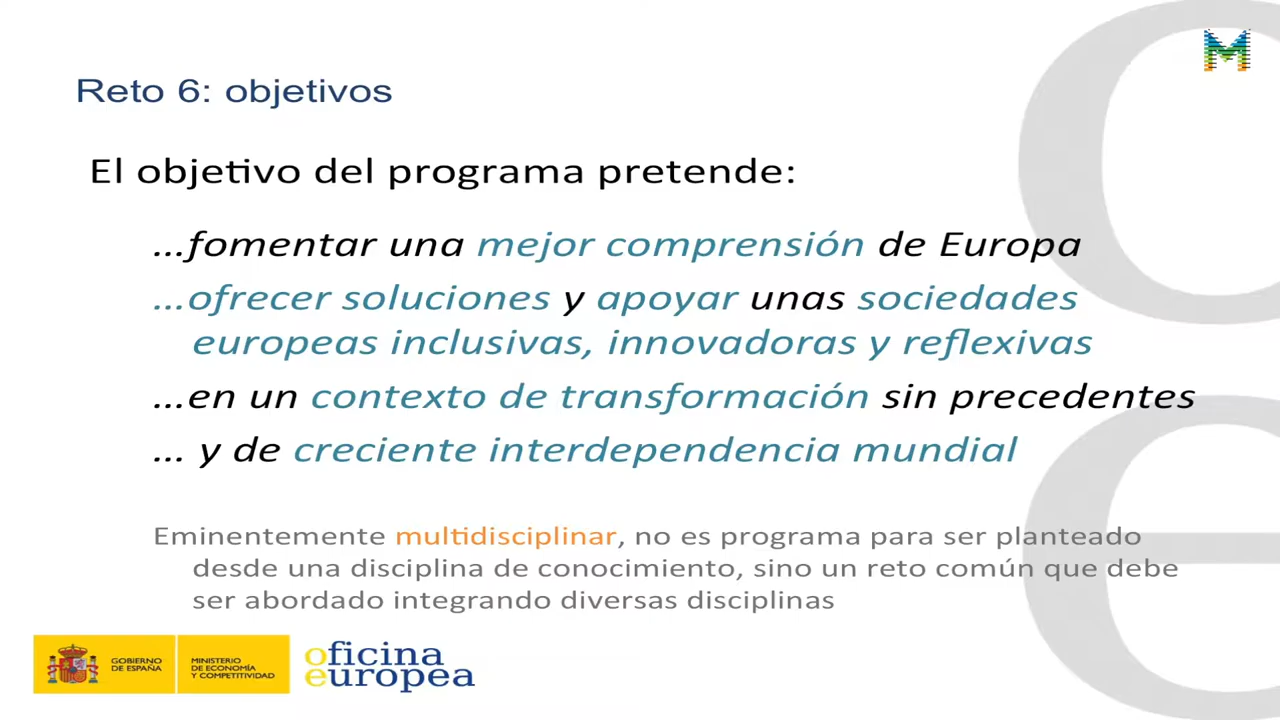 Reto 6: objetivos
El objetivo del programa pretende:
...fomentar una mejor comprensión de Europa
...ofrecer soluciones y apoyar unas sociedades
europeas inclusivas, innovadoras y reflexivas
...en un contexto de transformación sin precedentes
... y de creciente interdependencia mundial
Eminentemente multidisciplinar, no es programa para ser planteado
desde una disciplina de conocimiento, sino un reto común que debe
ser abordado integrando diversas disciplinas
GOBIERNO
DE ESPAÑA
MINISTERIO
DE ECONOMÍA
Y COMPETITIVIDAD
oficina
europea
M
oe